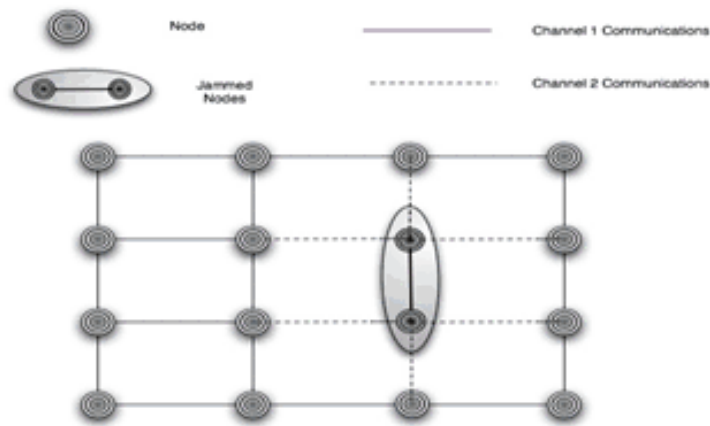 Node
Channel 1 Communications
Jammed
Nodes
Channel 2 Communications